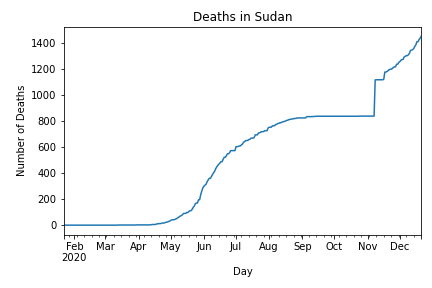 Deaths in Sudan
Number of Deaths
1400
1200
1000
800
600
400
200
0
Feb Mar Apr May Jun Jul Aug Sep Oct Nov Dec
2020
Day